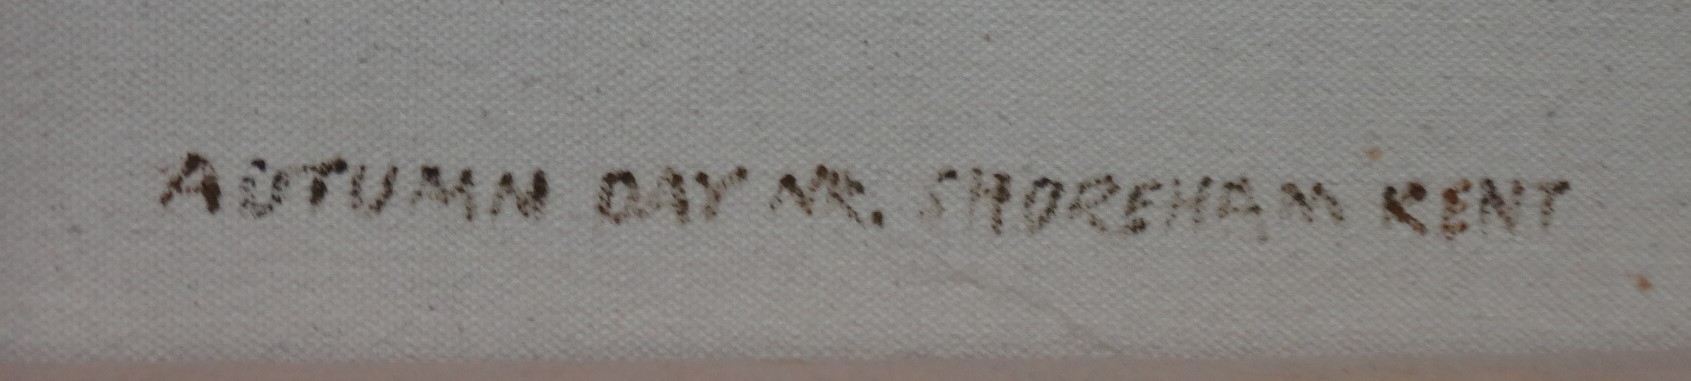 AUTUMN DAY NR. SHOREHAM KENT